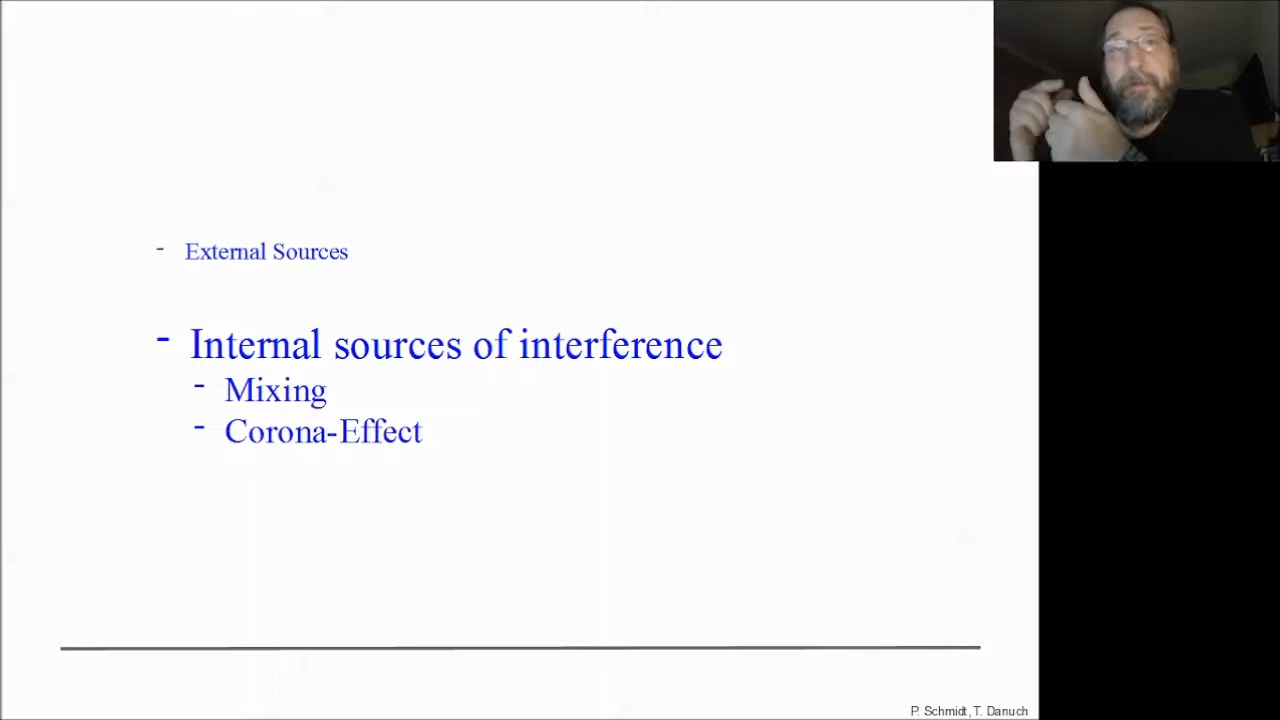 - External Sources
- Internal sources of interference
- Mixing
- Corona-Effect
P. Schmidt, T. Danuch